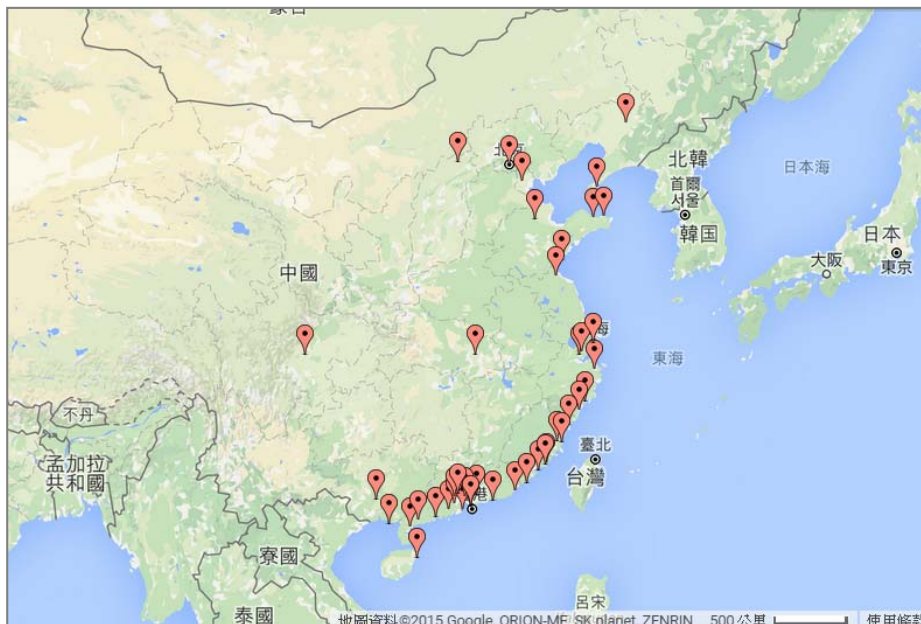 蒙古
北京
北韓
首爾
서울
韓国
日本海
日本
東京
大阪
中國
海
東海
不丹
孟加拉
共和國
臺北
台灣
港
寮國
泰國
呂宋
地圖資料©2015 Google, ORION-ME, SK planet, ZENRIN
500 公里
使用條款